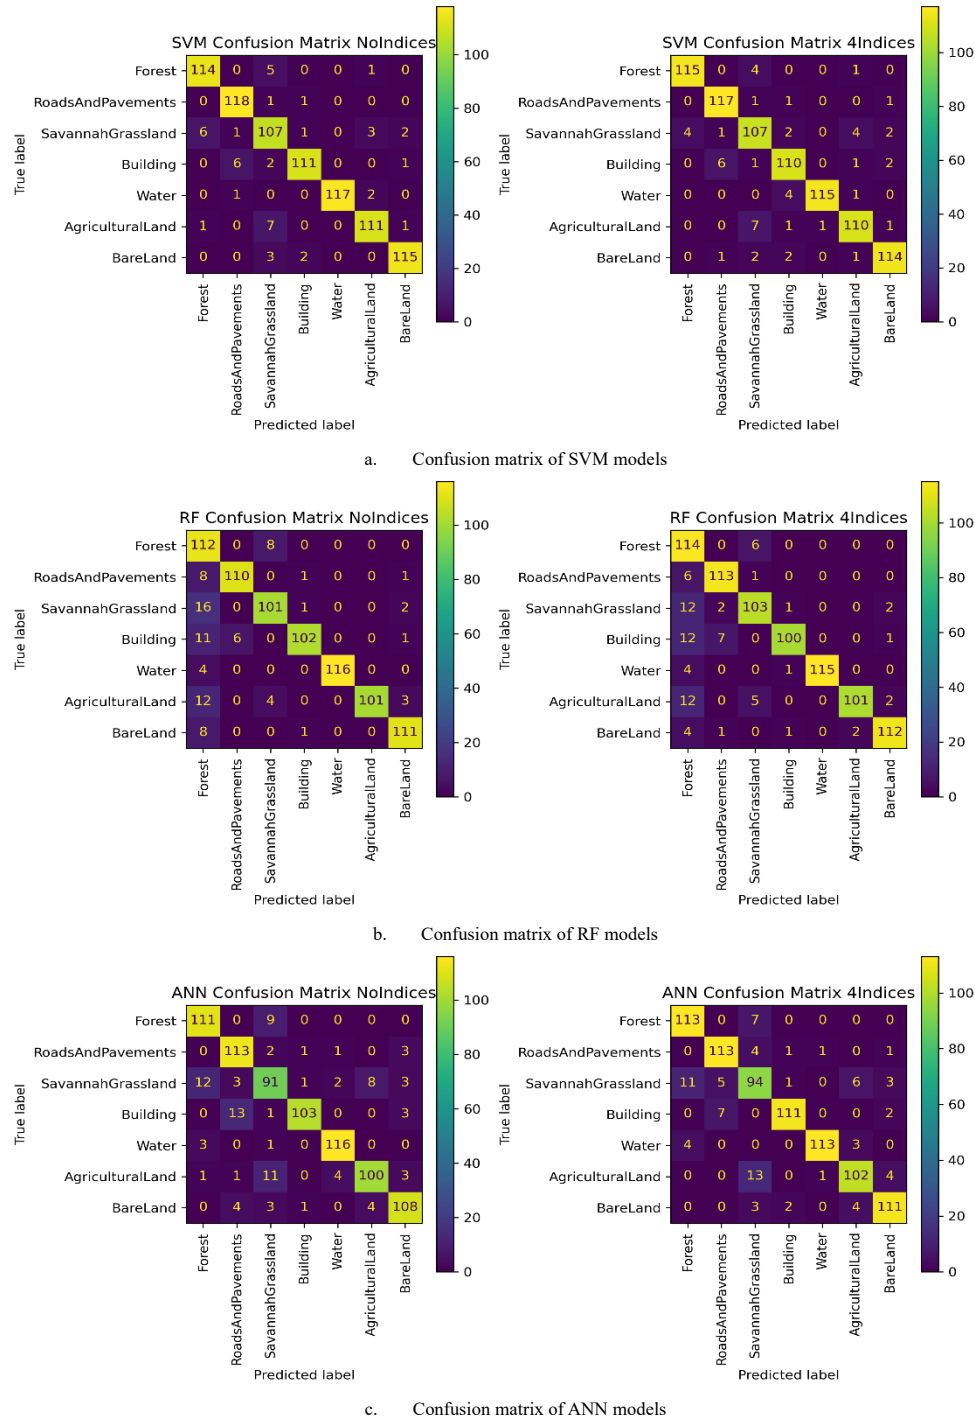 SVM Confusion Matrix NoIndices
True label
Forest 114 0 5 0 0 1 0
RoadsAndPavements 0 118 1 1 0 0 0
SavannahGrassland 6 1 107 1 0 3 2
Building 0 6 2 111 0 0 1
Water 0 1 0 0 117 2 0
AgriculturalLand 1 0 7 0 0 111 1
BareLand 0 0 3 2 0 0 115
Forest RoadsAndPavements SavannahGrassland Building Water AgriculturalLand BareLand
Predicted label
100
80
60
40
20
0
SVM Confusion Matrix 4Indices
True label
Forest 115 0 4 0 0 1 0
RoadsAndPavements 0 117 1 1 0 0 1
SavannahGrassland 4 1 107 2 0 4 2
Building 0 6 1 110 0 1 2
Water 0 0 0 4 115 1 0
AgriculturalLand 0 0 7 1 1 110 1
BareLand 0 1 2 2 0 1 114
Forest RoadsAndPavements SavannahGrassland Building Water AgriculturalLand BareLand
Predicted label
100
80
60
40
20
0
a. Confusion matrix of SVM models
RF Confusion Matrix NoIndices
True label
Forest 112 0 8 0 0 0 0
RoadsAndPavements 8 110 0 1 0 0 1
SavannahGrassland 16 0 101 1 0 0 2
Building 11 6 0 102 0 0 1
Water 4 0 0 0 116 0 0
AgriculturalLand 12 0 4 0 0 101 3
BareLand 8 0 0 1 0 0 111
Forest RoadsAndPavements SavannahGrassland Building Water AgriculturalLand BareLand
Predicted label
100
80
60
40
20
0
RF Confusion Matrix 4Indices
True label
Forest 114 0 6 0 0 0 0
RoadsAndPavements 6 113 1 0 0 0 0
SavannahGrassland 12 2 103 1 0 0 2
Building 12 7 0 100 0 0 1
Water 4 0 0 1 115 0 0
AgriculturalLand 12 0 5 0 0 101 2
BareLand 4 1 0 1 0 2 112
Forest RoadsAndPavements SavannahGrassland Building Water AgriculturalLand BareLand
Predicted label
100
80
60
40
20
0
b. Confusion matrix of RF models
ANN Confusion Matrix NoIndices
True label
Forest 111 0 9 0 0 0 0
RoadsAndPavements 0 113 2 1 1 0 3
SavannahGrassland 12 3 91 1 2 8 3
Building 0 13 1 103 0 0 3
Water 3 0 1 0 116 0 0
AgriculturalLand 1 1 11 0 4 100 3
BareLand 0 4 3 1 0 4 108
Forest RoadsAndPavements SavannahGrassland Building Water AgriculturalLand BareLand
Predicted label
100
80
60
40
20
0
ANN Confusion Matrix 4Indices
True label
Forest 113 0 7 0 0 0 0
RoadsAndPavements 0 113 4 1 1 0 1
SavannahGrassland 11 5 94 1 0 6 3
Building 0 7 0 111 0 0 2
Water 4 0 0 0 113 3 0
AgriculturalLand 0 0 13 0 1 102 4
BareLand 0 0 3 2 0 4 111
Forest RoadsAndPavements SavannahGrassland Building Water AgriculturalLand BareLand
Predicted label
100
80
60
40
20
0
c. Confusion matrix of ANN models